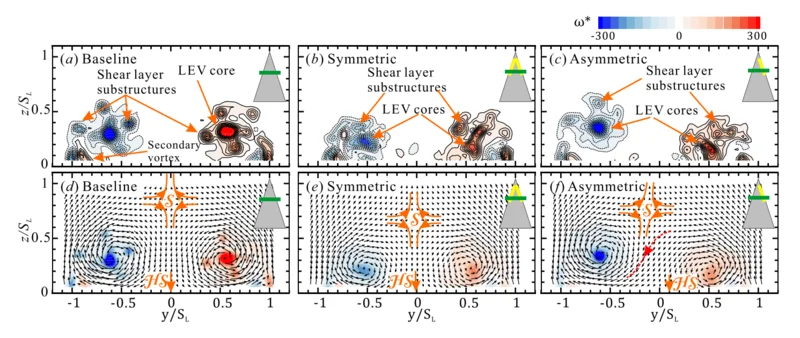 ω*
-300 0 300
(a) Baseline
(b) Symmetric
(c) Asymmetric
Shear layer
substructures
LEV core
Shear layer
substructures
LEV cores
Shear layer
substructures
LEV cores
Secondary
vortex
z/S_L
1
0.5
0
(d) Baseline
(e) Symmetric
(f) Asymmetric
S
S
S
z/S_L
1
0.5
0
HS
HS
HS
-1 -0.5 0 0.5 1
-1 -0.5 0 0.5 1
-1 -0.5 0 0.5 1
y/S_L
y/S_L
y/S_L